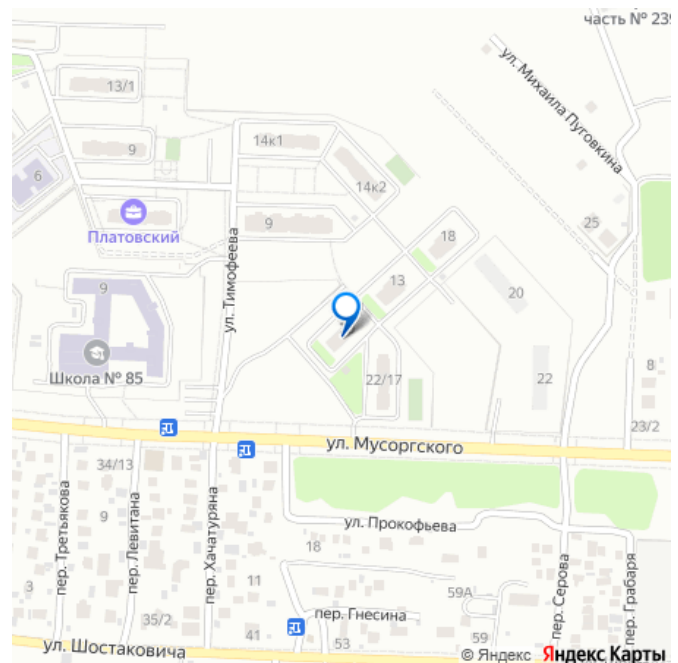 часть № 239
ул. Михаила Пуговкина
13/1
14к1
9
14к2
6
Платовский
9
18
25
ул. Тимофеева
13
20
9
Школа № 85
22/17
22
8
23/2
ул. Мусоргского
34/13
пер. Третьякова
пер. Левитана
пер. Хачатуряна
9
ул. Прокофьева
18
3
11
59А
пер. Серова
пер. Грабаря
пер. Гнесина
35/2
41
53
59
ул. Шостаковича
© Яндекс Яндекс Карты